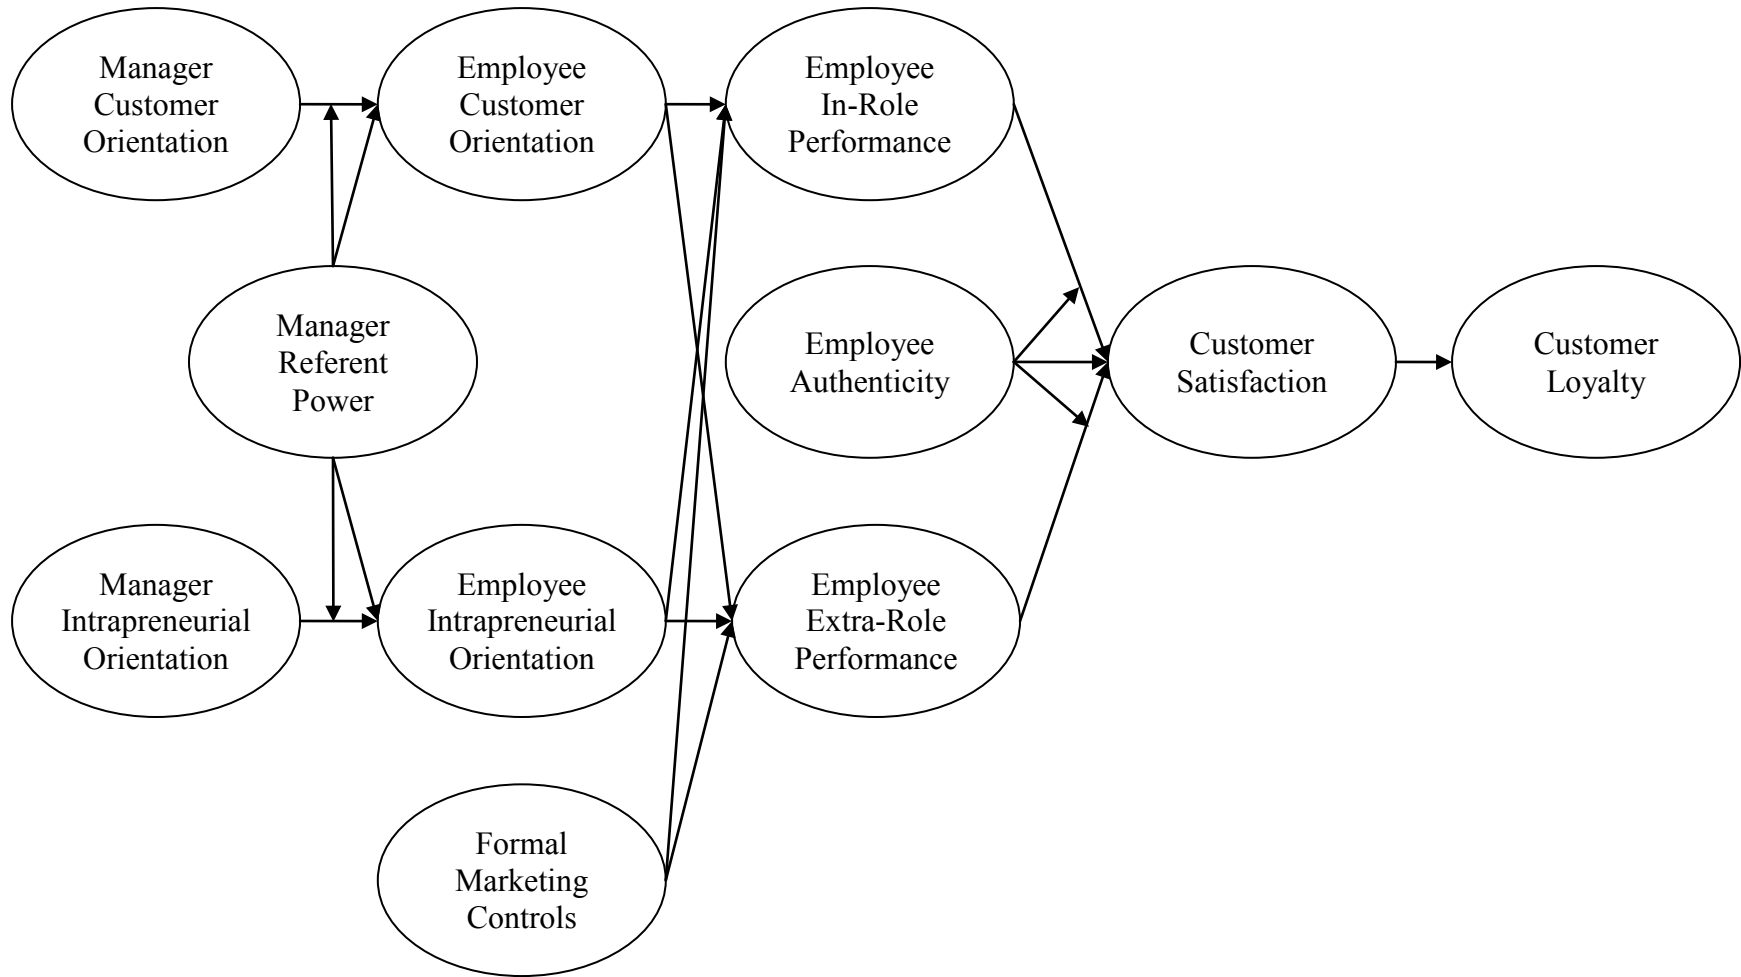 Manager
Customer
Orientation
Employee
Customer
Orientation
Employee
In-Role
Performance
Manager
Referent
Power
Employee
Authenticity
Customer
Satisfaction
Customer
Loyalty
Manager
Intrapreneurial
Orientation
Employee
Intrapreneurial
Orientation
Employee
Extra-Role
Performance
Formal
Marketing
Controls